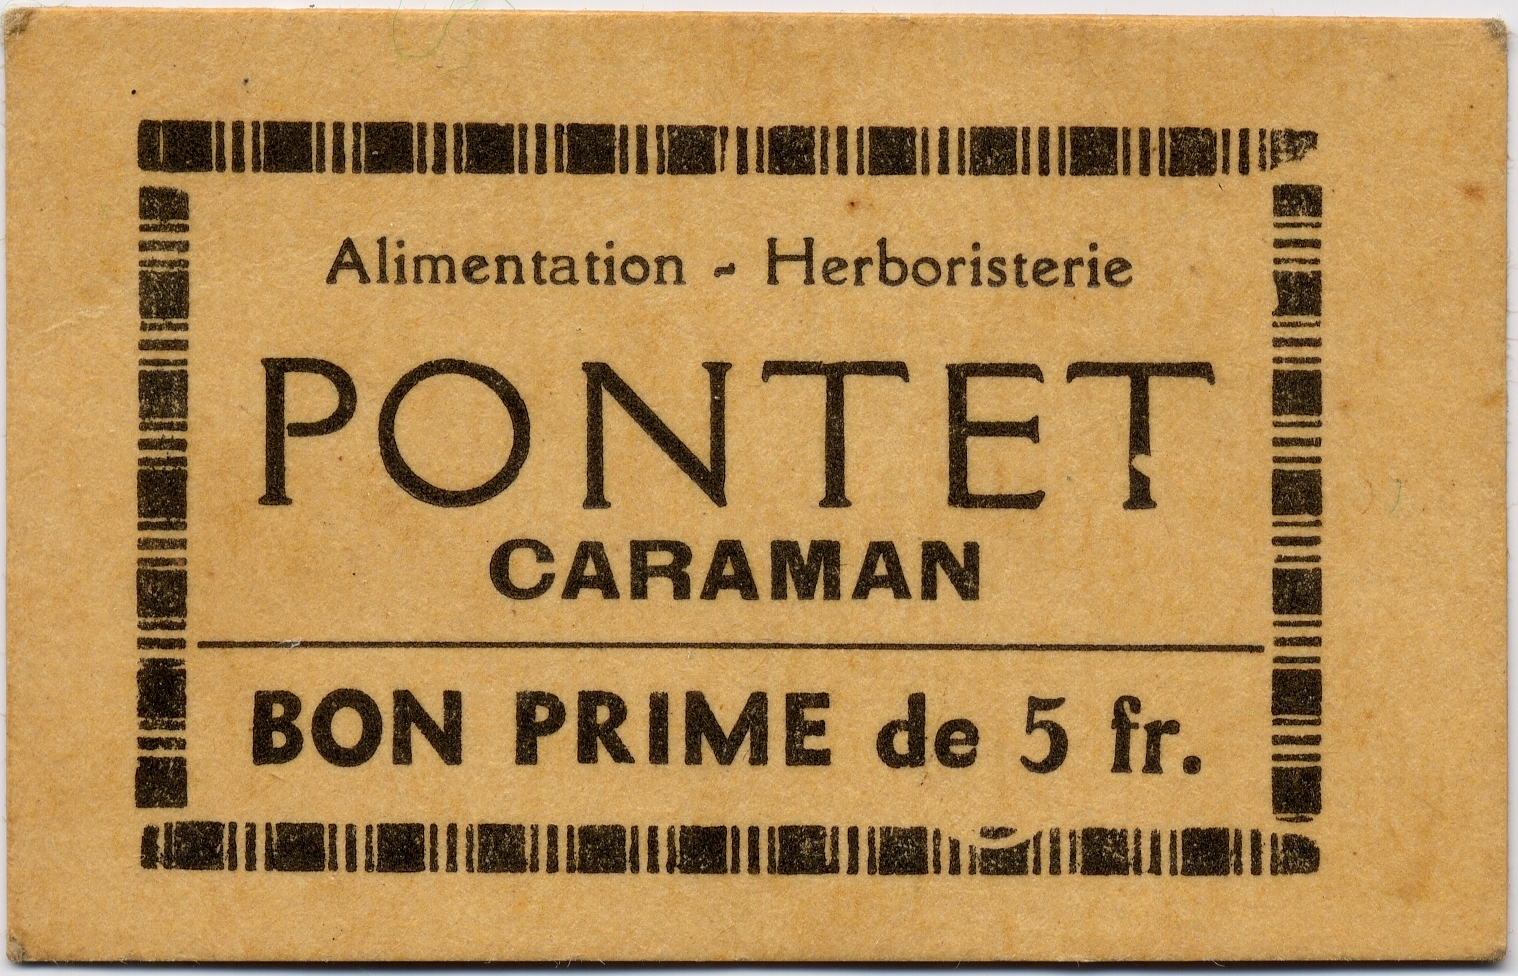 Alimentation - Herboristerie
PONTET
CARAMAN
BON PRIME de 5 fr.